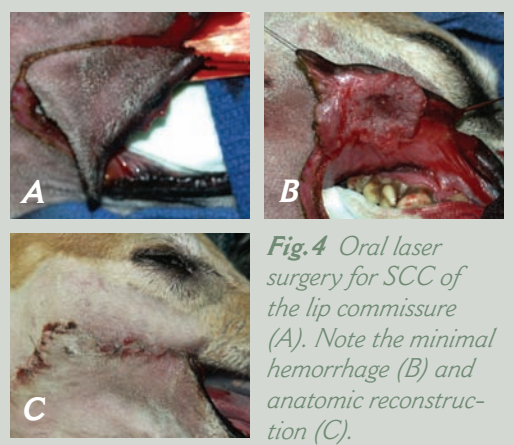 A
B
C
Fig.4 Oral laser
surgery for SCC of
the lip commissure
(A). Note the minimal
hemorrhage (B) and
anatomic reconstruc-
tion (C).